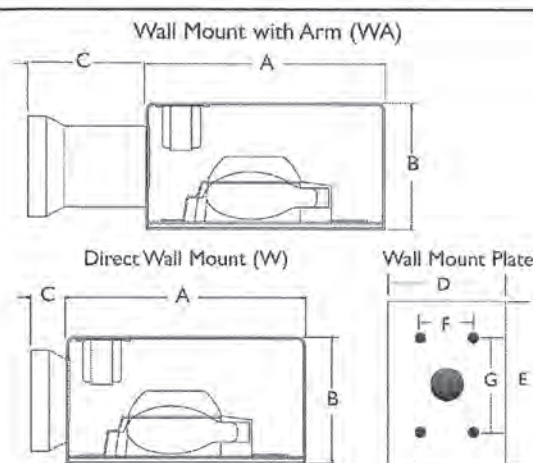 Wall Mount with Arm (WA)
C A
B
Direct Wall Mount (W)
C A
B
Wall Mount Plate
D
F
G E